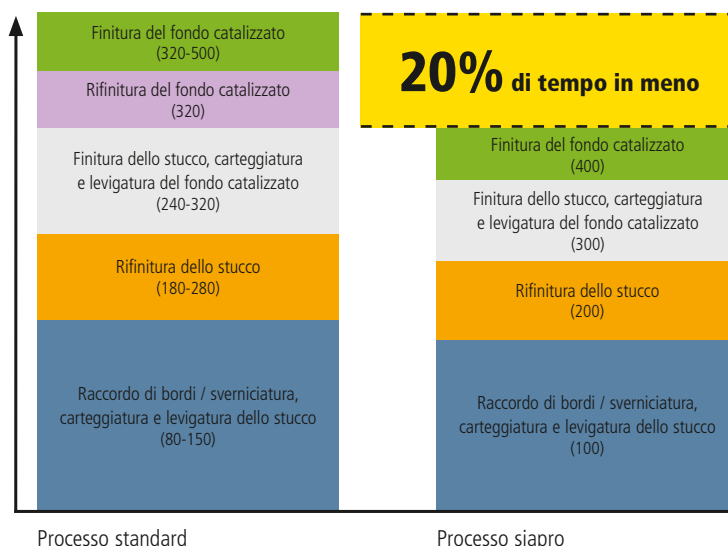 Finitura del fondo catalizzato
(320-500)
Rifinitura del fondo catalizzato
(320)
Finitura dello stucco, carteggiatura
e levigatura del fondo catalizzato
(240-320)
Rifinitura dello stucco
(180-280)
Raccordo di bordi / sverniciatura,
carteggiatura e levigatura dello stucco
(80-150)
Processo standard
20% di tempo in meno
Finitura del fondo catalizzato
(400)
Finitura dello stucco, carteggiatura
e levigatura del fondo catalizzato
(300)
Rifinitura dello stucco
(200)
Raccordo di bordi / sverniciatura,
carteggiatura e levigatura dello stucco
(100)
Processo siapro